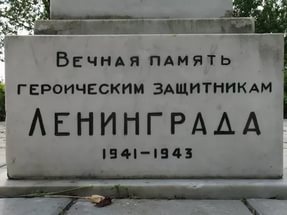 Вечная память
героическим защитникам
Ленинграда
1941–1943